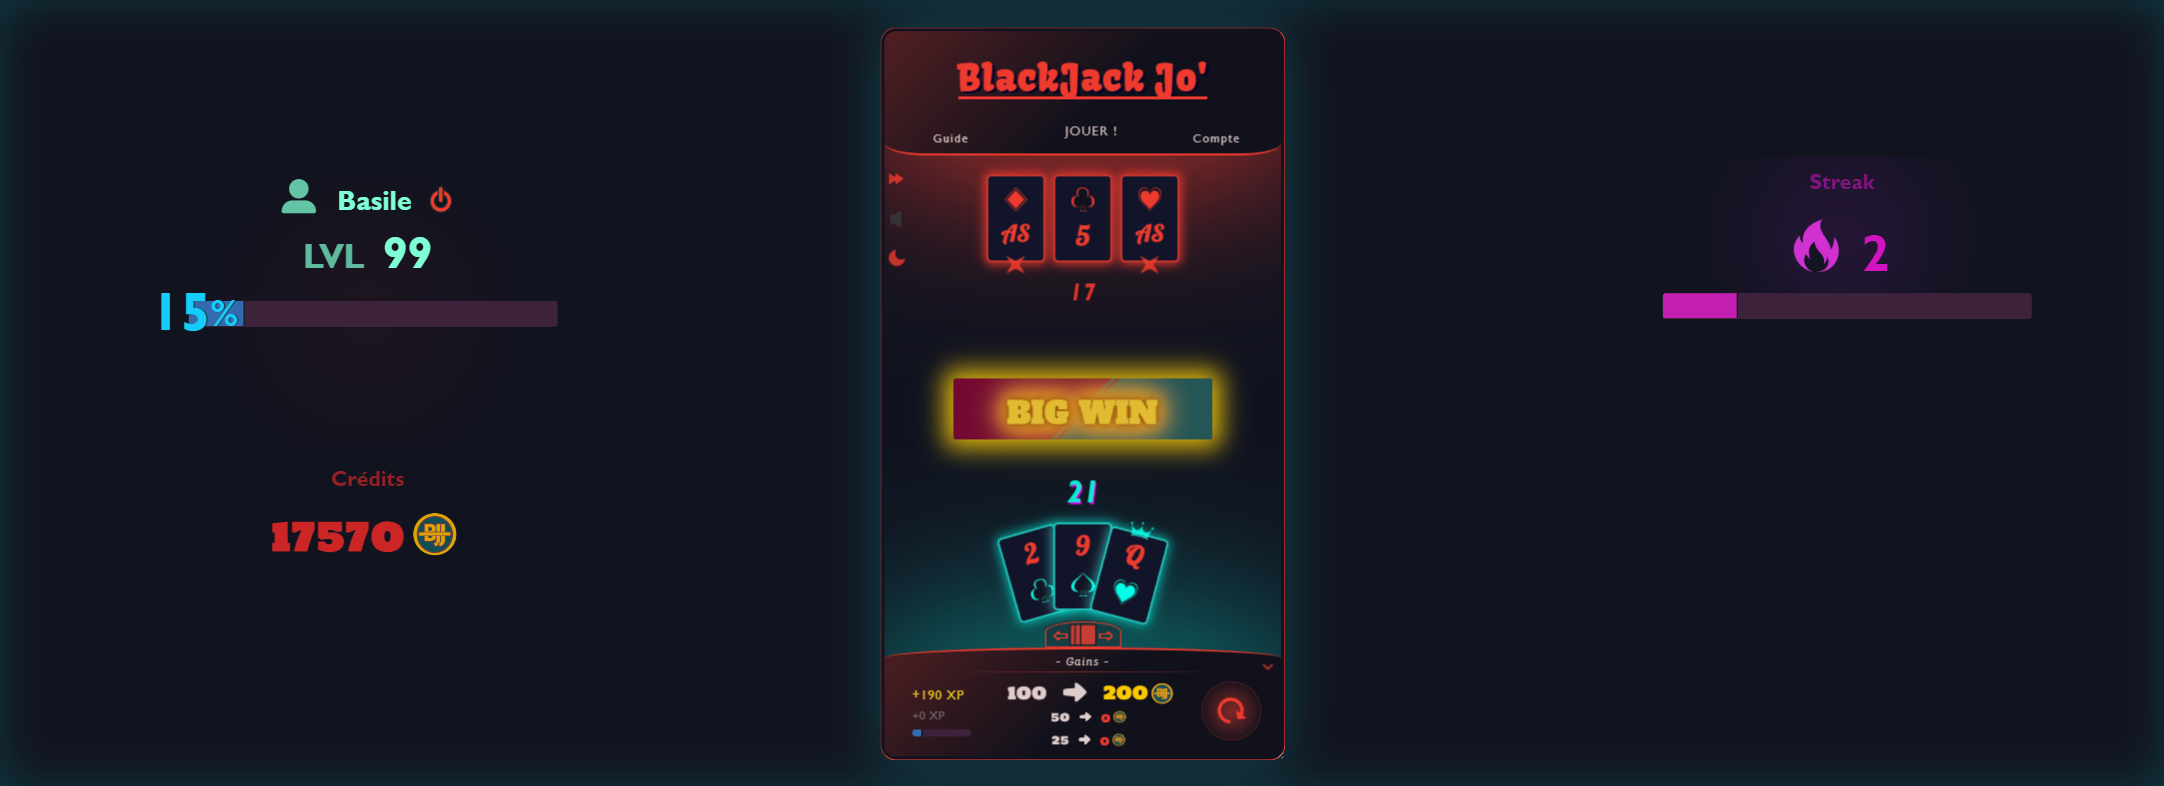 Basile
LVL 99
15%
Crédits
17570
BlackJack Jo'
Guide
JOUER !
Compte
AS
5
AS
17
BIG WIN
21
2
9
Q
- Gains -
+190 XP
100 200
+0 XP
50 0
25 0
Streak
2